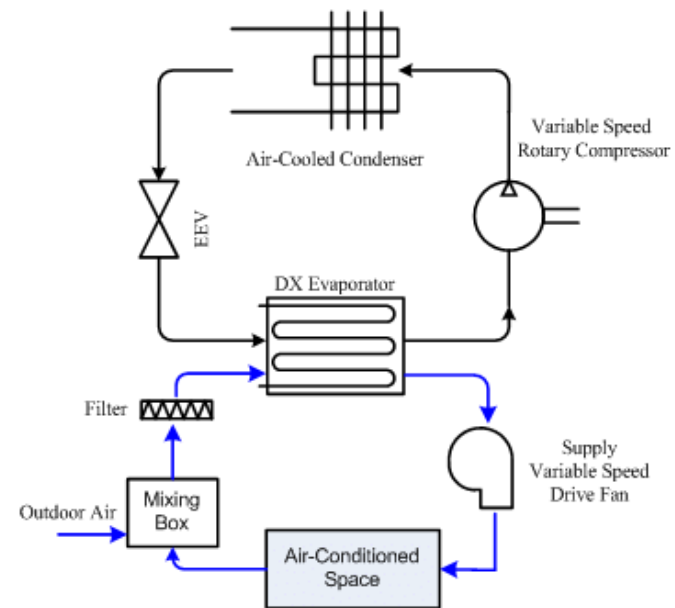 Variable Speed
Rotary Compressor
Air-Cooled Condenser
EEV
DX Evaporator
Filter
Supply
Variable Speed
Drive Fan
Outdoor Air
Mixing
Box
Air-Conditioned
Space